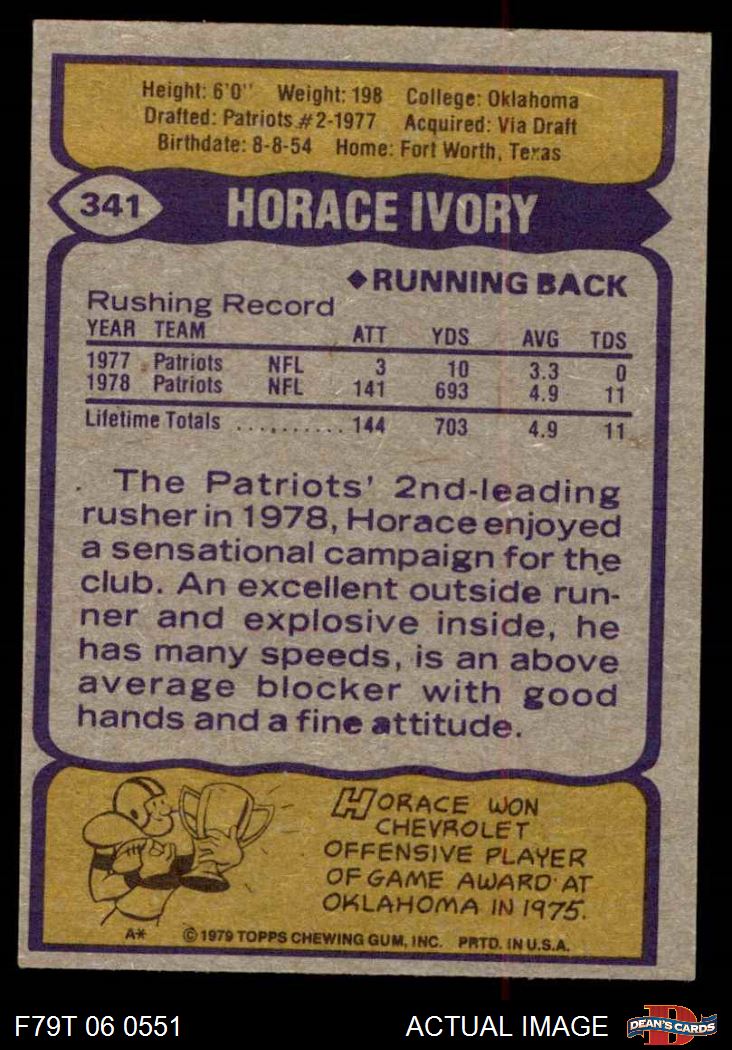 Height: 6'0" Weight: 198 College: Oklahoma
Drafted: Patriots #2-1977 Acquired: Via Draft
Birthdate: 8-8-54 Home: Fort Worth, Texas
341 HORACE IVORY
◆RUNNING BACK
Rushing Record
YEAR TEAM ATT YDS AVG TDS
1977 Patriots NFL 3 10 3.3 0
1978 Patriots NFL 141 693 4.9 11
Lifetime Totals .......... 144 703 4.9 11
The Patriots' 2nd-leading
rusher in 1978, Horace enjoyed
a sensational campaign for the
club. An excellent outside run-
ner and explosive inside, he
has many speeds, is an above
average blocker with good
hands and a fine attitude.
HORACE WON
CHEVROLET
OFFENSIVE PLAYER
OF GAME AWARD AT
OKLAHOMA IN 1975.
A* © 1979 TOPPS CHEWING GUM, INC. PRTD. IN U.S.A.
F79T 06 0551 ACTUAL IMAGE D DEAN'S CARDS